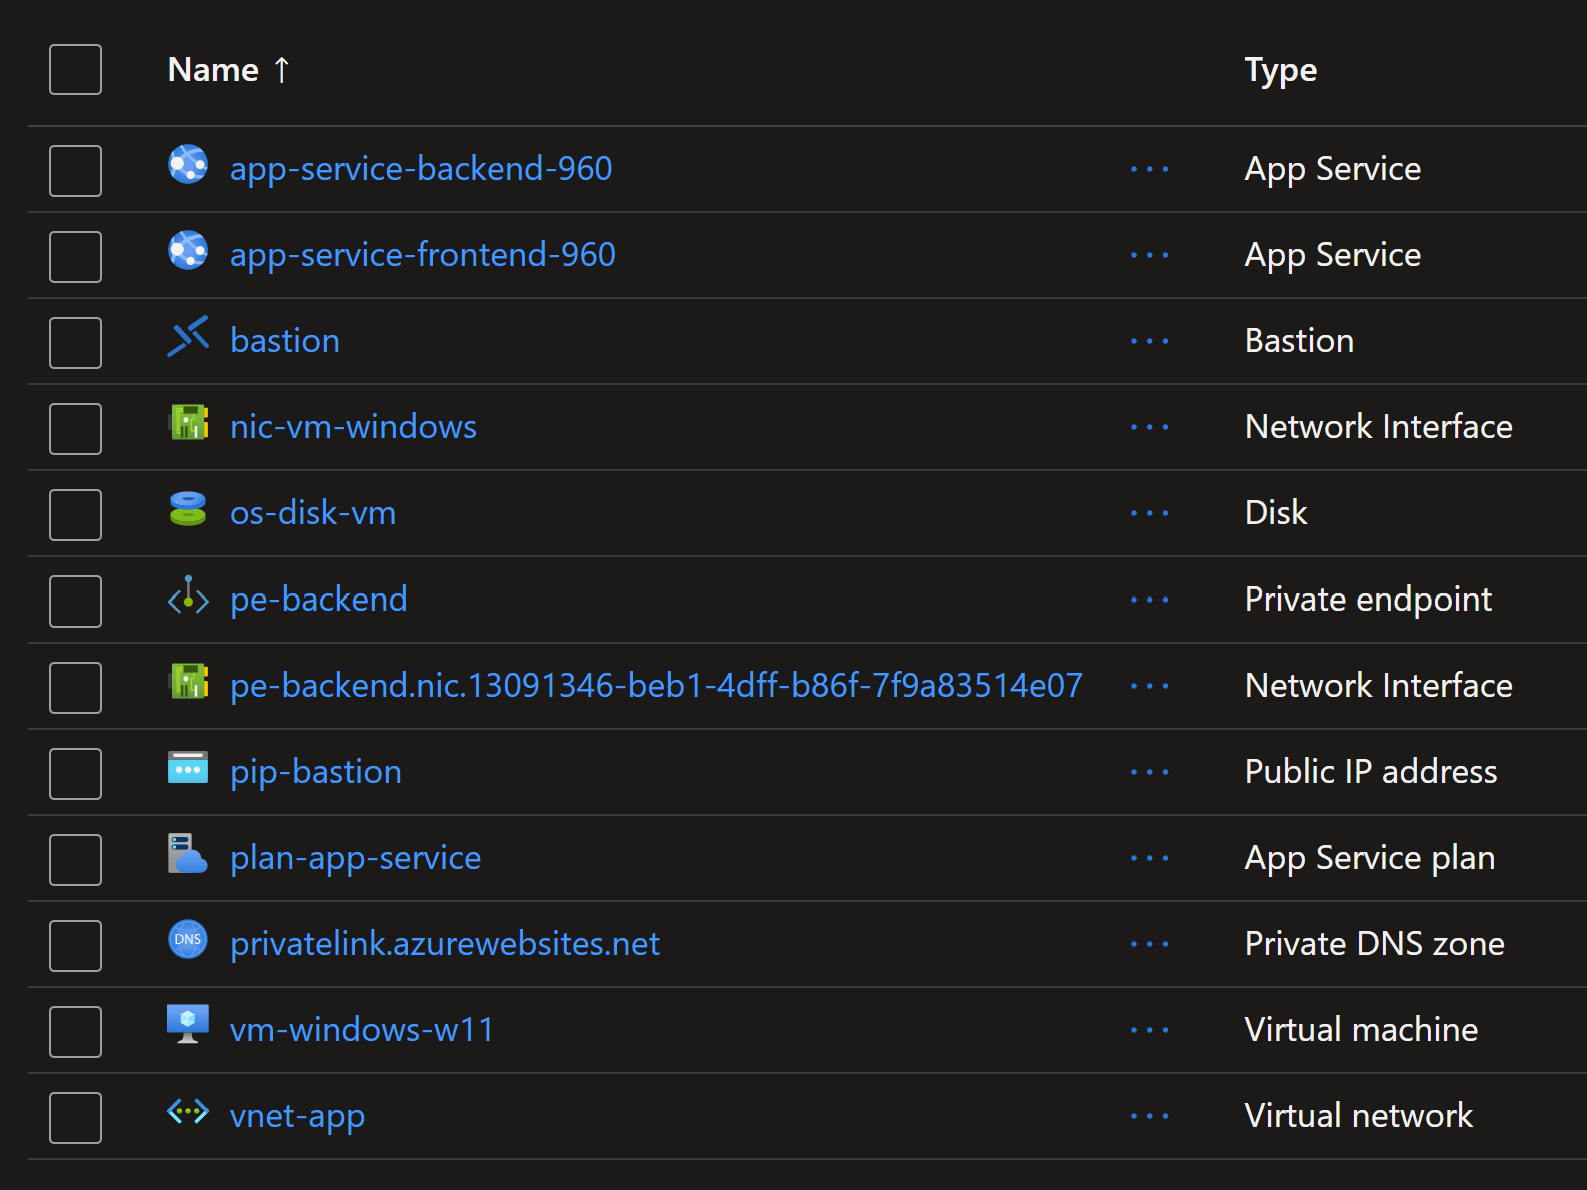 Name ↑ Type
app-service-backend-960 ... App Service
app-service-frontend-960 ... App Service
bastion ... Bastion
nic-vm-windows ... Network Interface
os-disk-vm ... Disk
pe-backend ... Private endpoint
pe-backend.nic.13091346-beb1-4dff-b86f-7f9a83514e07 ... Network Interface
pip-bastion ... Public IP address
plan-app-service ... App Service plan
DNS privatelink.azurewebsites.net ... Private DNS zone
vm-windows-w11 ... Virtual machine
vnet-app ... Virtual network